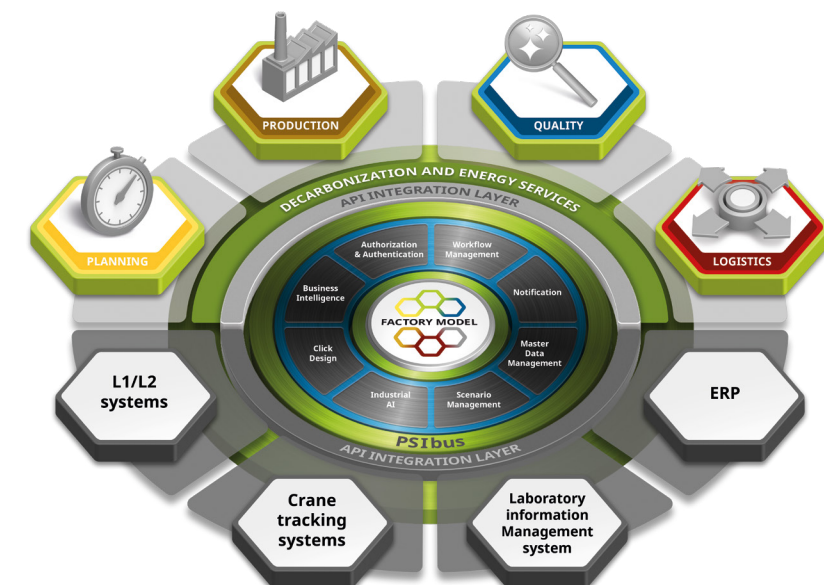 PRODUCTION
QUALITY
PLANNING
LOGISTICS
DECARBONIZATION AND ENERGY SERVICES
API INTEGRATION LAYER
Authorization
& Authentication
Workflow
Management
Business
Intelligence
Notification
FACTORY MODEL
Click
Design
Master
Data
Management
Industrial
AI
Scenario
Management
PSIbus
API INTEGRATION LAYER
L1/L2
systems
ERP
Crane
tracking
systems
Laboratory
information
Management
system